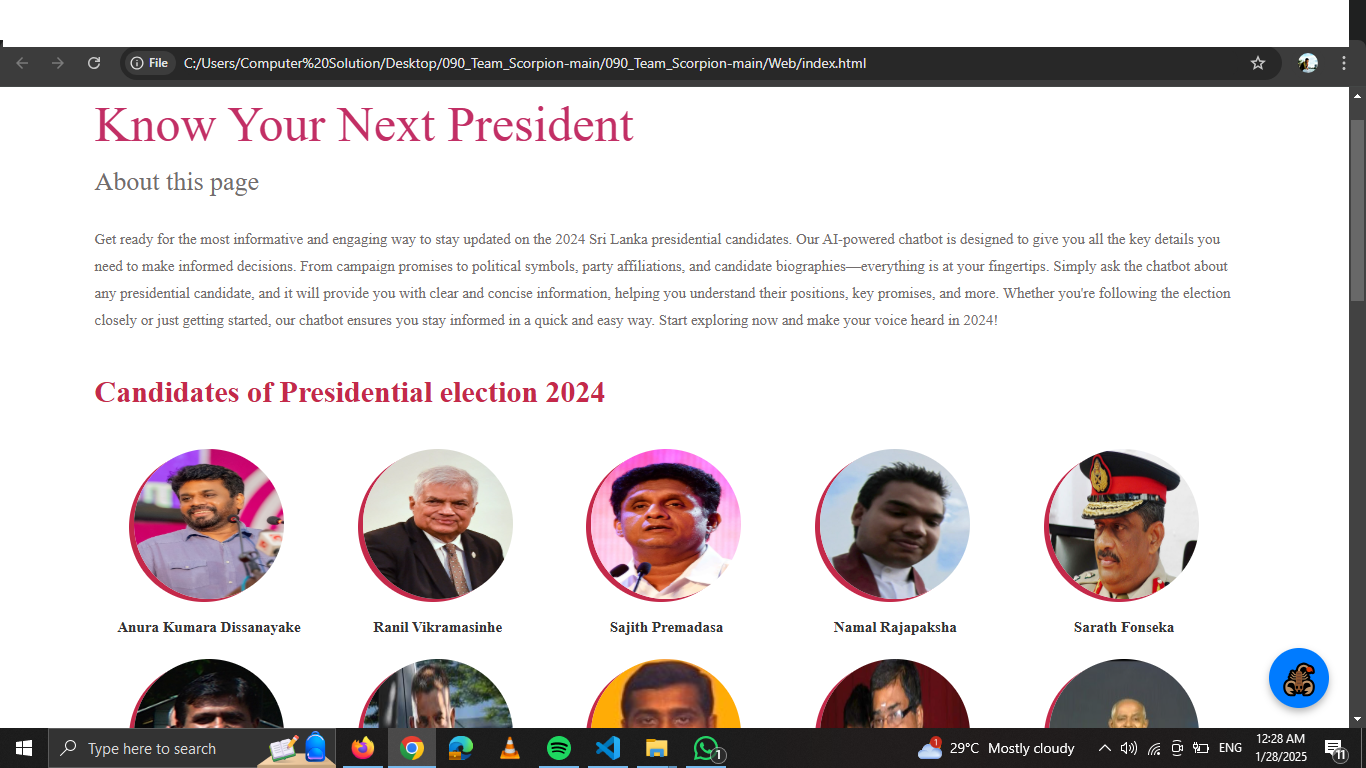 File
C:/Users/Computer%20Solution/Desktop/090_Team_Scorpion-main/090_Team_Scorpion-main/Web/index.html
Know Your Next President
About this page
Get ready for the most informative and engaging way to stay updated on the 2024 Sri Lanka presidential candidates. Our AI-powered chatbot is designed to give you all the key details you
need to make informed decisions. From campaign promises to political symbols, party affiliations, and candidate biographies—everything is at your fingertips. Simply ask the chatbot about
any presidential candidate, and it will provide you with clear and concise information, helping you understand their positions, key promises, and more. Whether you're following the election
closely or just getting started, our chatbot ensures you stay informed in a quick and easy way. Start exploring now and make your voice heard in 2024!
Candidates of Presidential election 2024
Anura Kumara Dissanayake
Ranil Vikramasinhe
Sajith Premadasa
Namal Rajapaksha
Sarath Fonseka
Type here to search
1
1
29°C Mostly cloudy
ENG
12:28 AM
1/28/2025
11